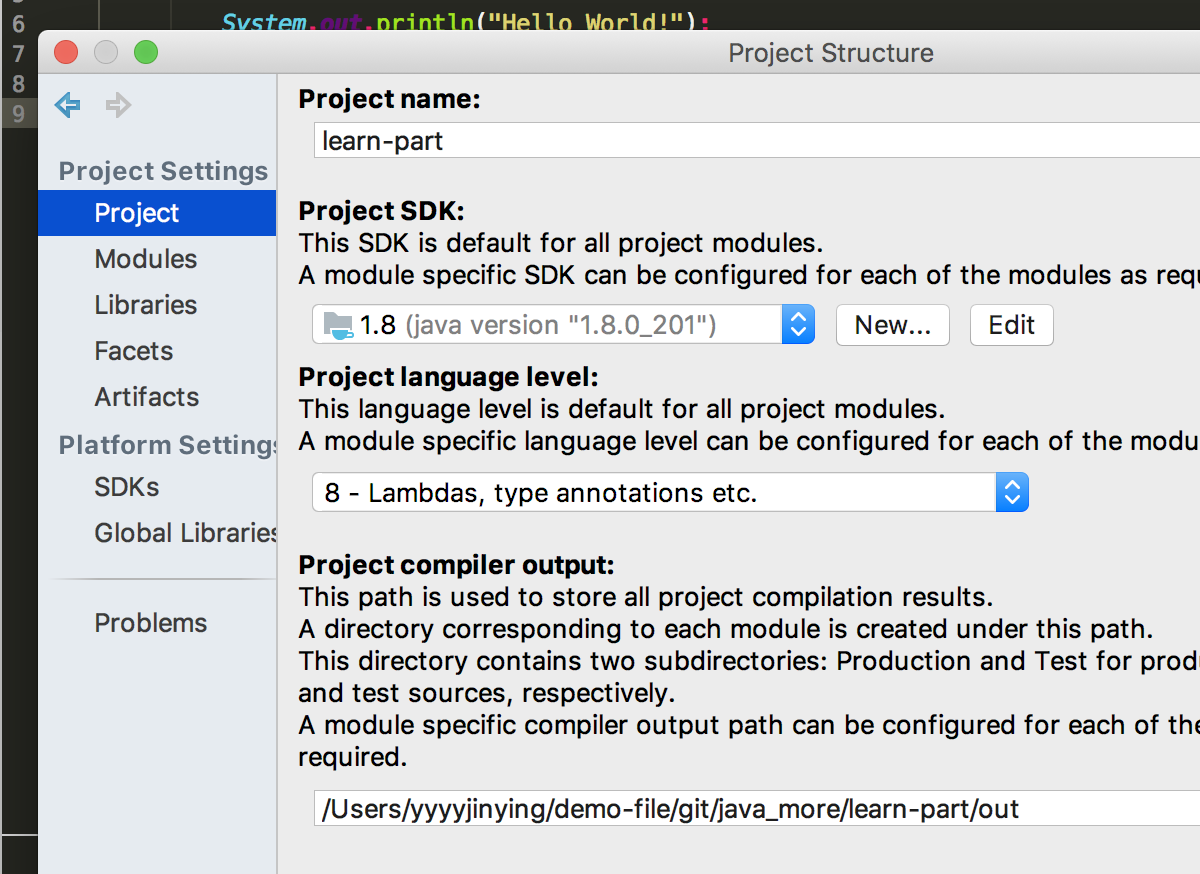 6
System.out.println("Hello World!");
7
8
9
Project Structure
Project Settings
Project
Modules
Libraries
Facets
Artifacts
Platform Settings
SDKs
Global Libraries
Problems
Project name:
learn-part
Project SDK:
This SDK is default for all project modules.
A module specific SDK can be configured for each of the modules as requ
1.8 (java version "1.8.0_201")
New...
Edit
Project language level:
This language level is default for all project modules.
A module specific language level can be configured for each of the modu
8 - Lambdas, type annotations etc.
Project compiler output:
This path is used to store all project compilation results.
A directory corresponding to each module is created under this path.
This directory contains two subdirectories: Production and Test for produ
and test sources, respectively.
A module specific compiler output path can be configured for each of the
required.
/Users/yyyyjinying/demo-file/git/java_more/learn-part/out